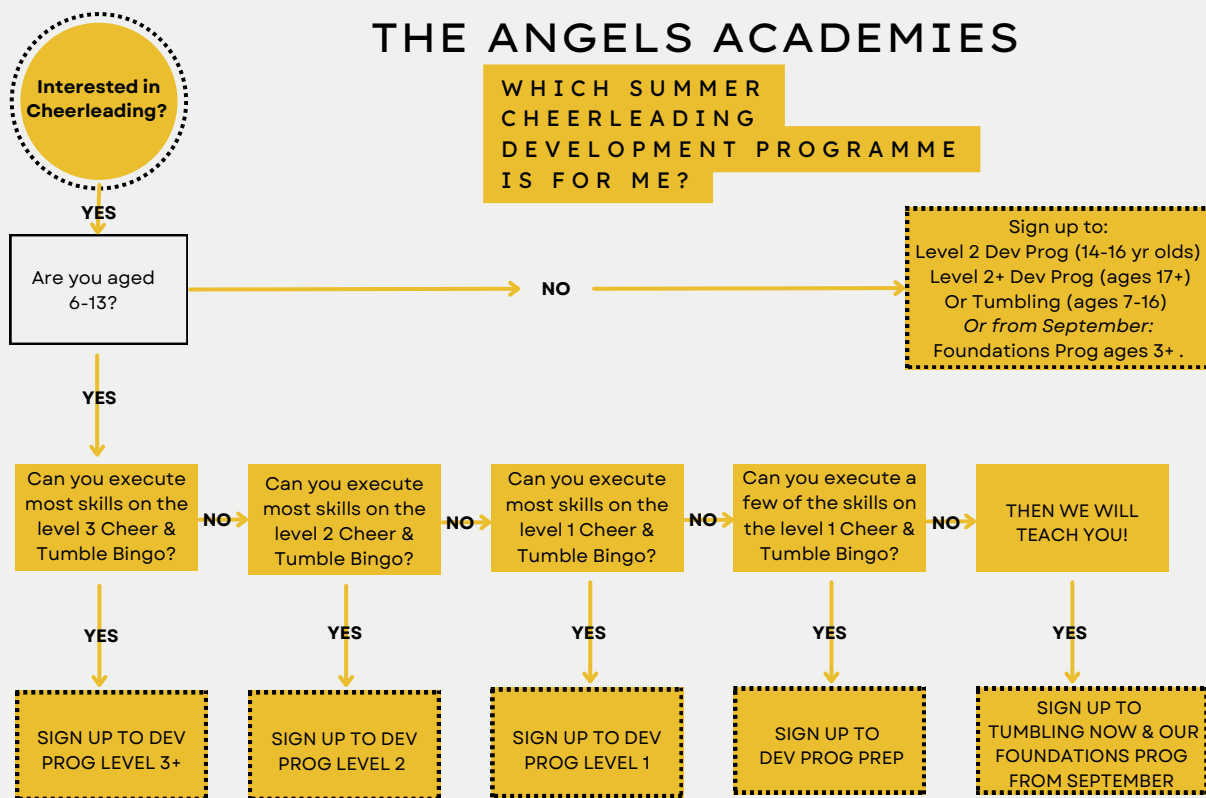 THE ANGELS ACADEMIES
WHICH SUMMER
CHEERLEADING
DEVELOPMENT PROGRAMME
IS FOR ME?
Interested in
Cheerleading?
YES
Are you aged
6-13?
NO
Sign up to:
Level 2 Dev Prog (14-16 yr olds)
Level 2+ Dev Prog (ages 17+)
Or Tumbling (ages 7-16)
Or from September:
Foundations Prog ages 3+ .
YES
Can you execute
most skills on the
level 3 Cheer &
Tumble Bingo?
NO
Can you execute
most skills on the
level 2 Cheer &
Tumble Bingo?
NO
Can you execute
most skills on the
level 1 Cheer &
Tumble Bingo?
NO
Can you execute a
few of the skills on
the level 1 Cheer &
Tumble Bingo?
NO
THEN WE WILL
TEACH YOU!
YES
YES
YES
YES
YES
SIGN UP TO DEV
PROG LEVEL 3+
SIGN UP TO DEV
PROG LEVEL 2
SIGN UP TO DEV
PROG LEVEL 1
SIGN UP TO
DEV PROG PREP
SIGN UP TO
TUMBLING NOW & OUR
FOUNDATIONS PROG
FROM SEPTEMBER